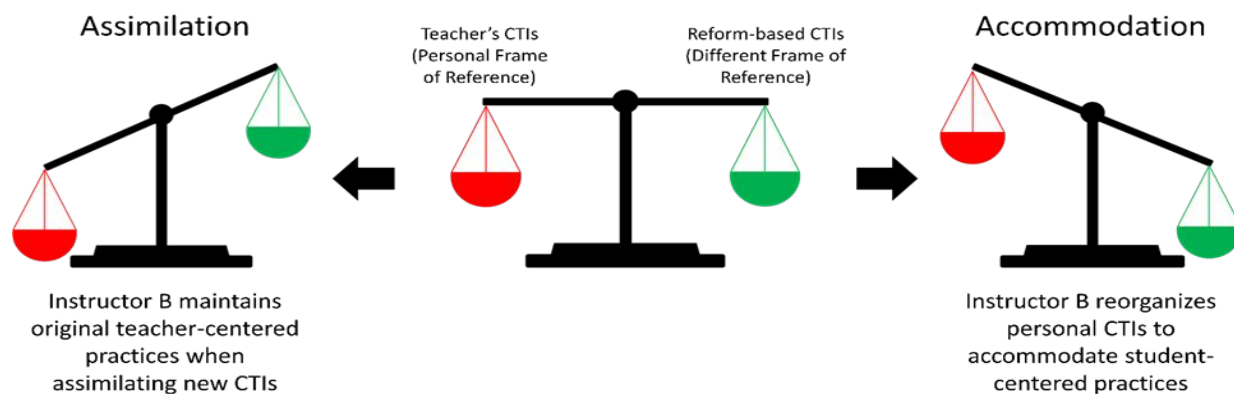 Assimilation
Teacher's CTIs
(Personal Frame
of Reference)
Reform-based CTIs
(Different Frame of
Reference)
Accommodation
Instructor B maintains
original teacher-centered
practices when
assimilating new CTIs
Instructor B reorganizes
personal CTIs to
accommodate student-
centered practices